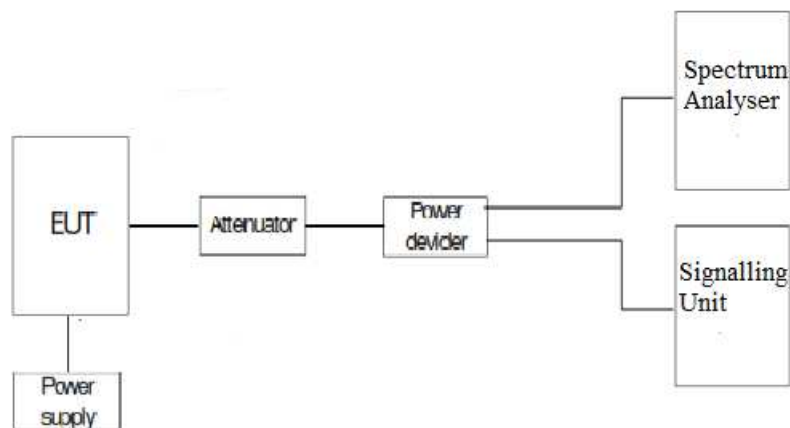 Spectrum
Analyser
EUT
Attenuator
Power
devider
Signalling
Unit
Power
supply